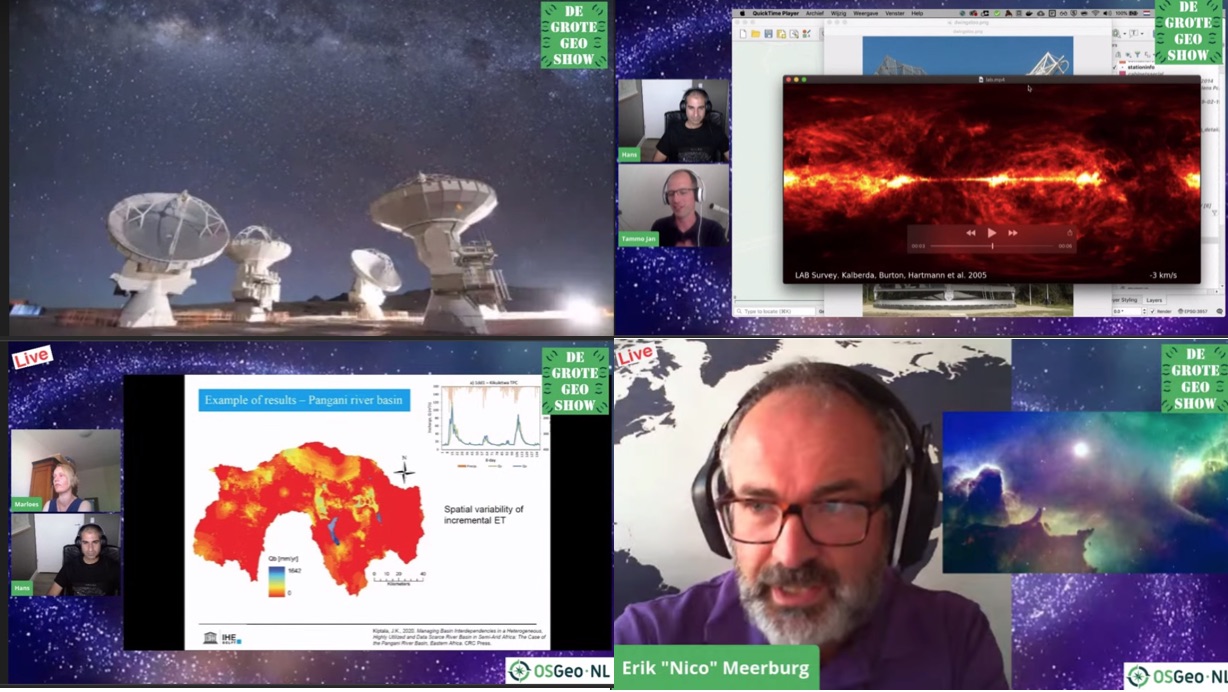 DE
GROTE
GEO
SHOW
QuickTime Player Archief Wijzig Weergave Venster Help
DE
GROTE
GEO
SHOW
stationinfo
lab.mp4
Hans
Tammo Jan
LAB Survey. Kalberda, Burton, Hartmann et al. 2005
-3 km/s
Type to locate (⌘K)
Layers
Render
Live
DE
GROTE
GEO
SHOW
Example of results – Pangani river basin
Marloes
Hans
N
Spatial variability of
incremental ET
Qb [mm/yr]
1642
0
0 10 20 40
Kilometers
IHE
DELFT
Kiptala, J.K., 2020. Managing Basin Interdependencies in a Heterogeneous,
Highly Utilized and Data Scarce River Basin in Semi-Arid Africa: The Case of
the Pangani River Basin, Eastern Africa. CRC Press.
OSGeo·NL
Live
DE
GROTE
GEO
SHOW
Erik "Nico" Meerburg
OSGeo·NL